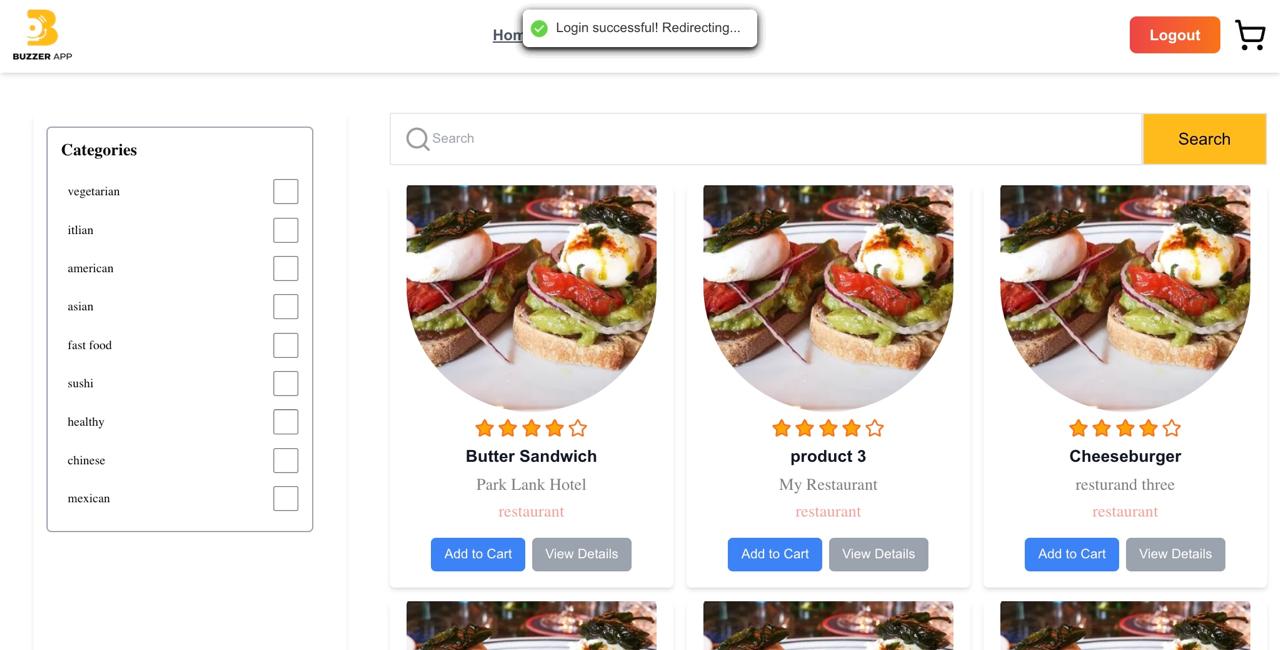 BUZZER APP
Login successful! Redirecting...
Logout
Categories
vegetarian
itlian
american
asian
fast food
sushi
healthy
chinese
mexican
Search
Search
Butter Sandwich
Park Lank Hotel
restaurant
Add to Cart
View Details
product 3
My Restaurant
restaurant
Add to Cart
View Details
Cheeseburger
resturand three
restaurant
Add to Cart
View Details